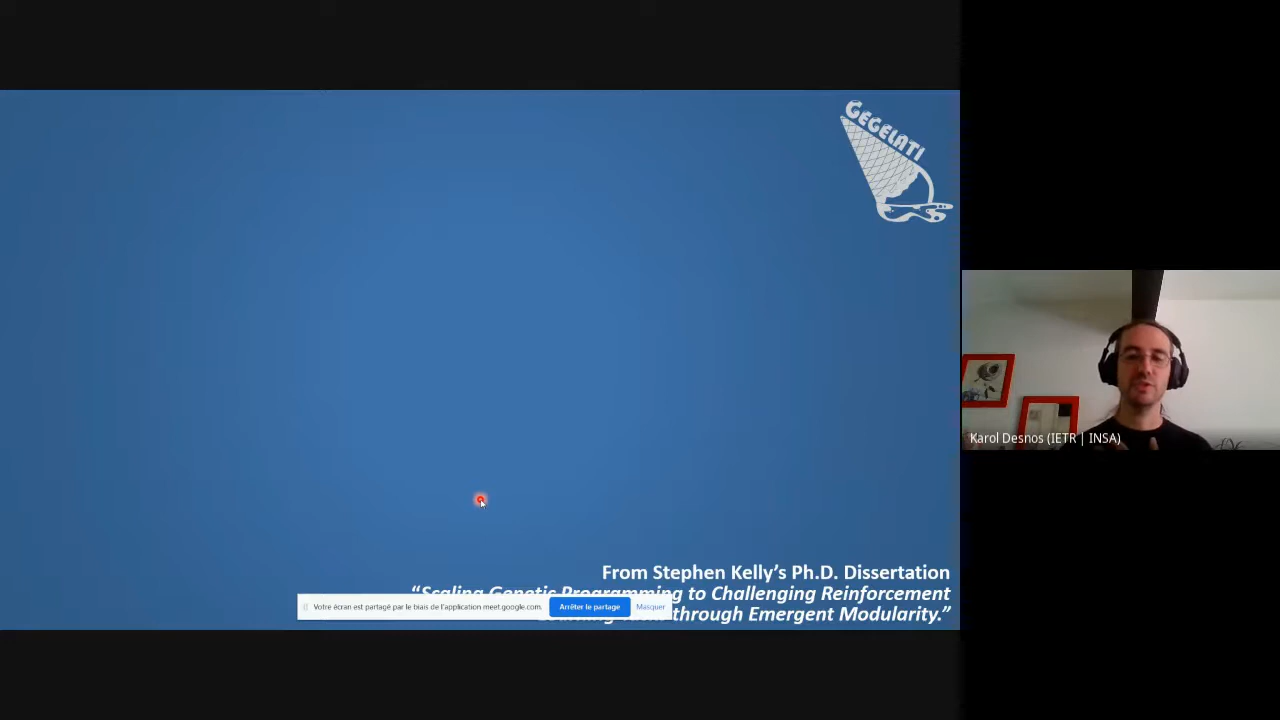 GEGELATI
Karol Desnos (IETR | INSA)
From Stephen Kelly's Ph.D. Dissertation
“Scaling Genetic Programming to Challenging Reinforcement
through Emergent Modularity.”
Votre écran est partagé par le biais de l'application meet.google.com.
Arrêter le partage
Masquer